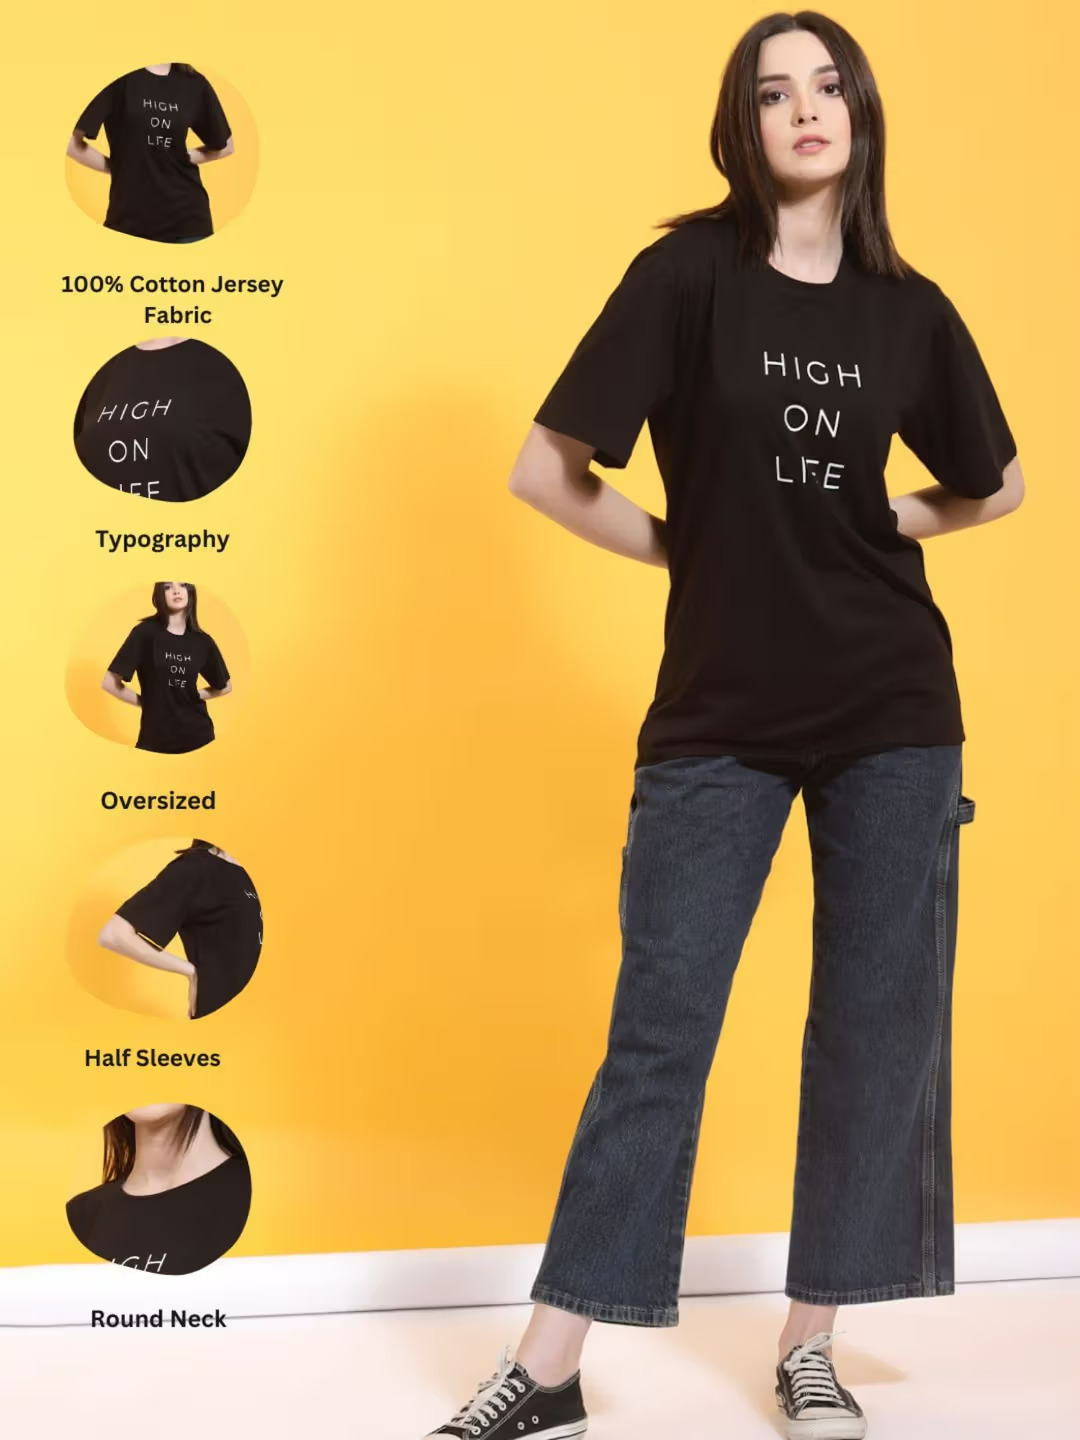 HIGH
ON
LIFE
100% Cotton Jersey
Fabric
HIGH
ON
LIFE
Typography
HIGH
ON
LIFE
Oversized
Half Sleeves
Round Neck
HIGH
ON
LIFE